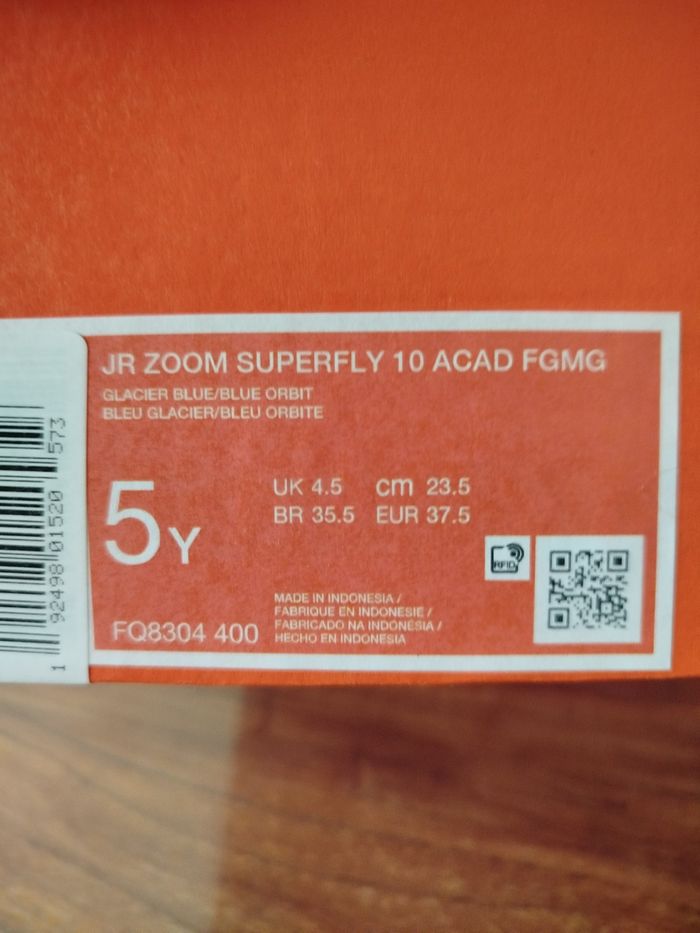 JR ZOOM SUPERFLY 10 ACAD FGMG
GLACIER BLUE/BLUE ORBIT
BLEU GLACIER/BLEU ORBITE
5Y
UK 4.5 cm 23.5
BR 35.5 EUR 37.5
RFID
MADE IN INDONESIA /
FABRIQUE EN INDONESIE /
FABRICADO NA INDONÉSIA /
HECHO EN INDONESIA
FQ8304 400
1 92498 01520 573